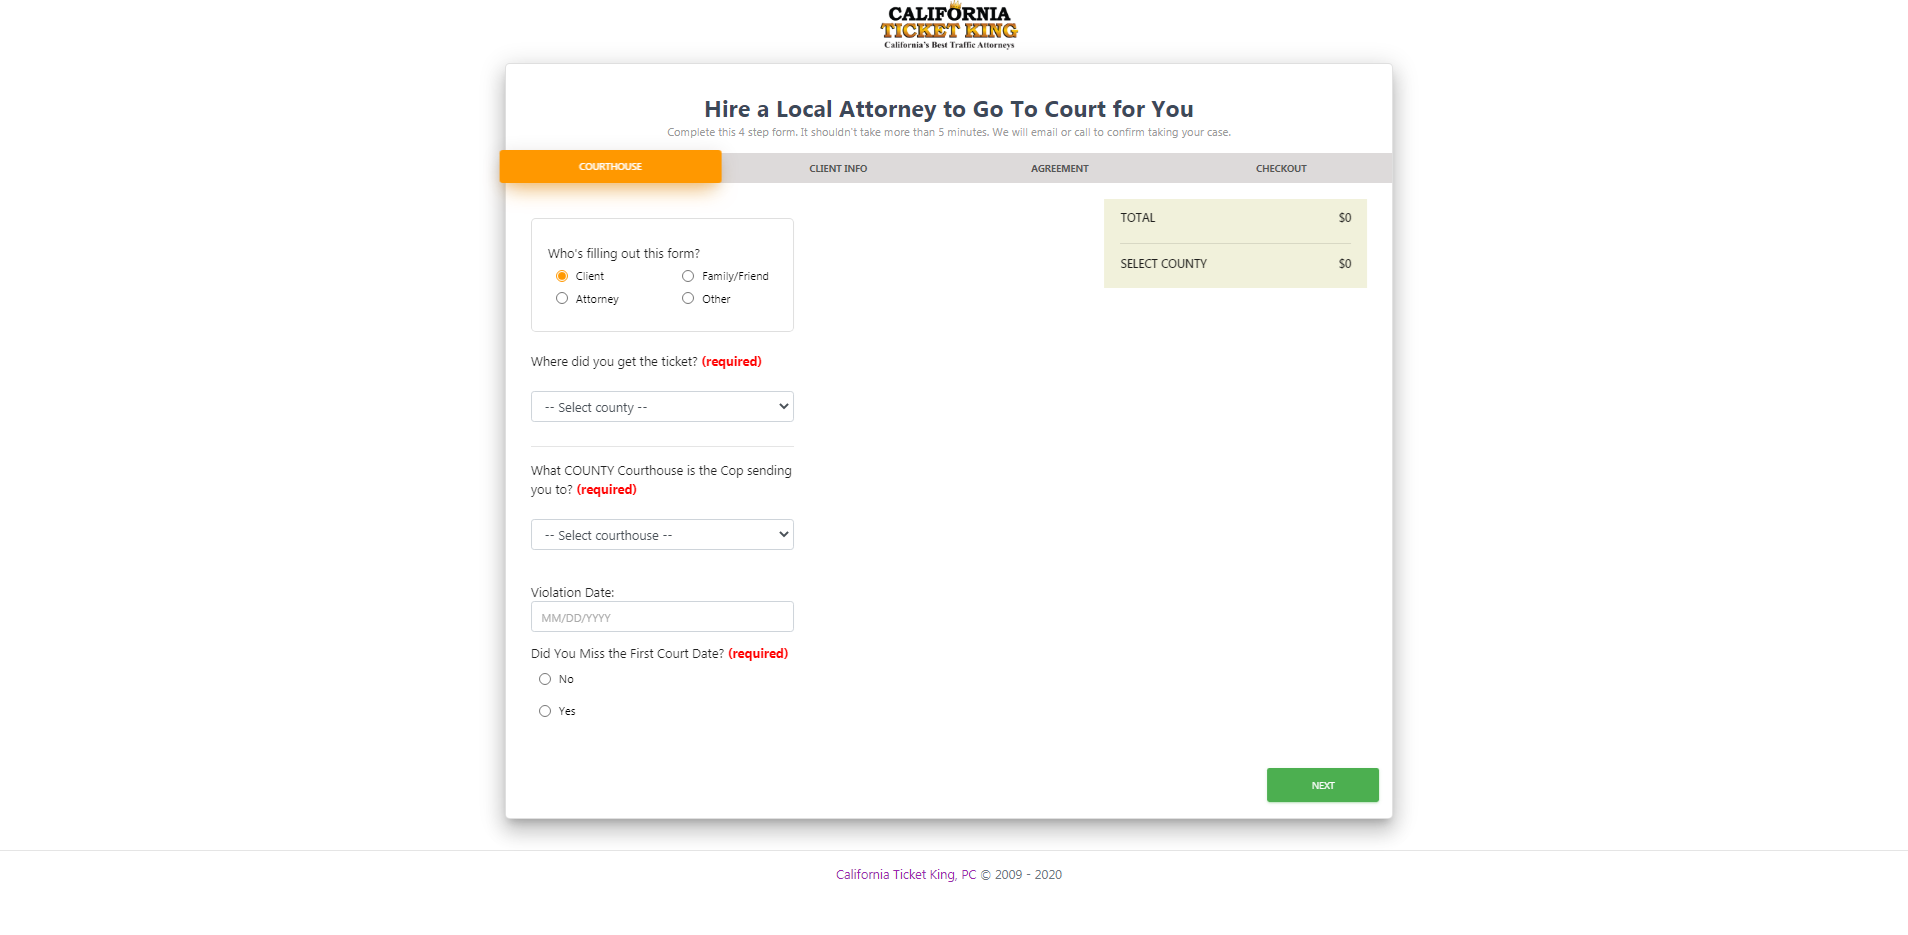 CALIFORNIA
TICKET KING
California's Best Traffic Attorneys
Hire a Local Attorney to Go To Court for You
Complete this 4 step form. It shouldn't take more than 5 minutes. We will email or call to confirm taking your case.
COURTHOUSE
CLIENT INFO
AGREEMENT
CHECKOUT
TOTAL $0
SELECT COUNTY $0
Who's filling out this form?
Client
Family/Friend
Attorney
Other
Where did you get the ticket? (required)
-- Select county --
What COUNTY Courthouse is the Cop sending
you to? (required)
-- Select courthouse --
Violation Date:
MM/DD/YYYY
Did You Miss the First Court Date? (required)
No
Yes
NEXT
California Ticket King, PC © 2009 - 2020